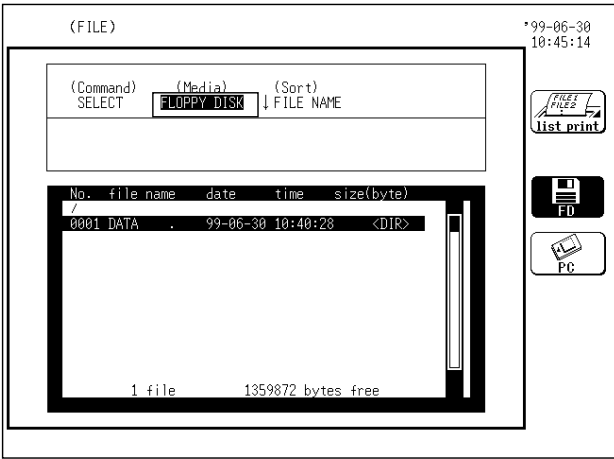 (FILE)
'99-06-30
10:45:14
(Command) (Media) (Sort)
SELECT FLOPPY DISK ↓FILE NAME
FILE1
FILE2
list print
No. file name date time size(byte)
/
0001 DATA . 99-06-30 10:40:28 <DIR>
FD
PC
1 file 1359872 bytes free